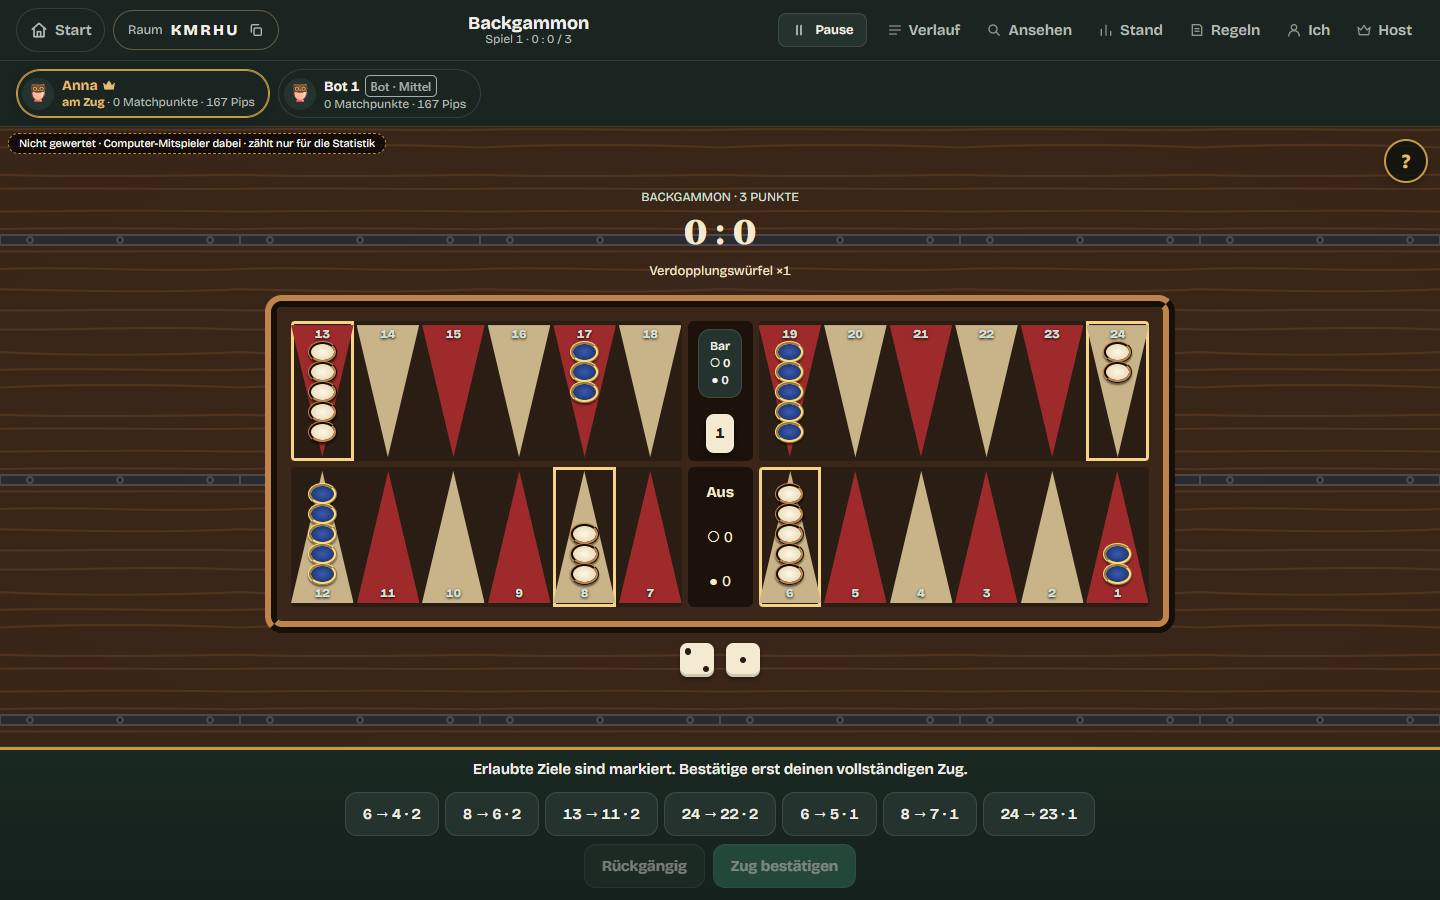 Start
Raum KMRHU
Backgammon
Spiel 1 · 0 : 0 / 3
Pause
Verlauf
Ansehen
Stand
Regeln
Ich
Host
Anna
am Zug · 0 Matchpunkte · 167 Pips
Bot 1 Bot · Mittel
0 Matchpunkte · 167 Pips
Nicht gewertet · Computer-Mitspieler dabei · zählt nur für die Statistik
?
BACKGAMMON · 3 PUNKTE
0 : 0
Verdopplungswürfel ×1
13 14 15 16 17 18
Bar
○ 0
● 0
1
19 20 21 22 23 24
Aus
○ 0
● 0
12 11 10 9 8 7
6 5 4 3 2 1
Erlaubte Ziele sind markiert. Bestätige erst deinen vollständigen Zug.
6 → 4 · 2
8 → 6 · 2
13 → 11 · 2
24 → 22 · 2
6 → 5 · 1
8 → 7 · 1
24 → 23 · 1
Rückgängig
Zug bestätigen